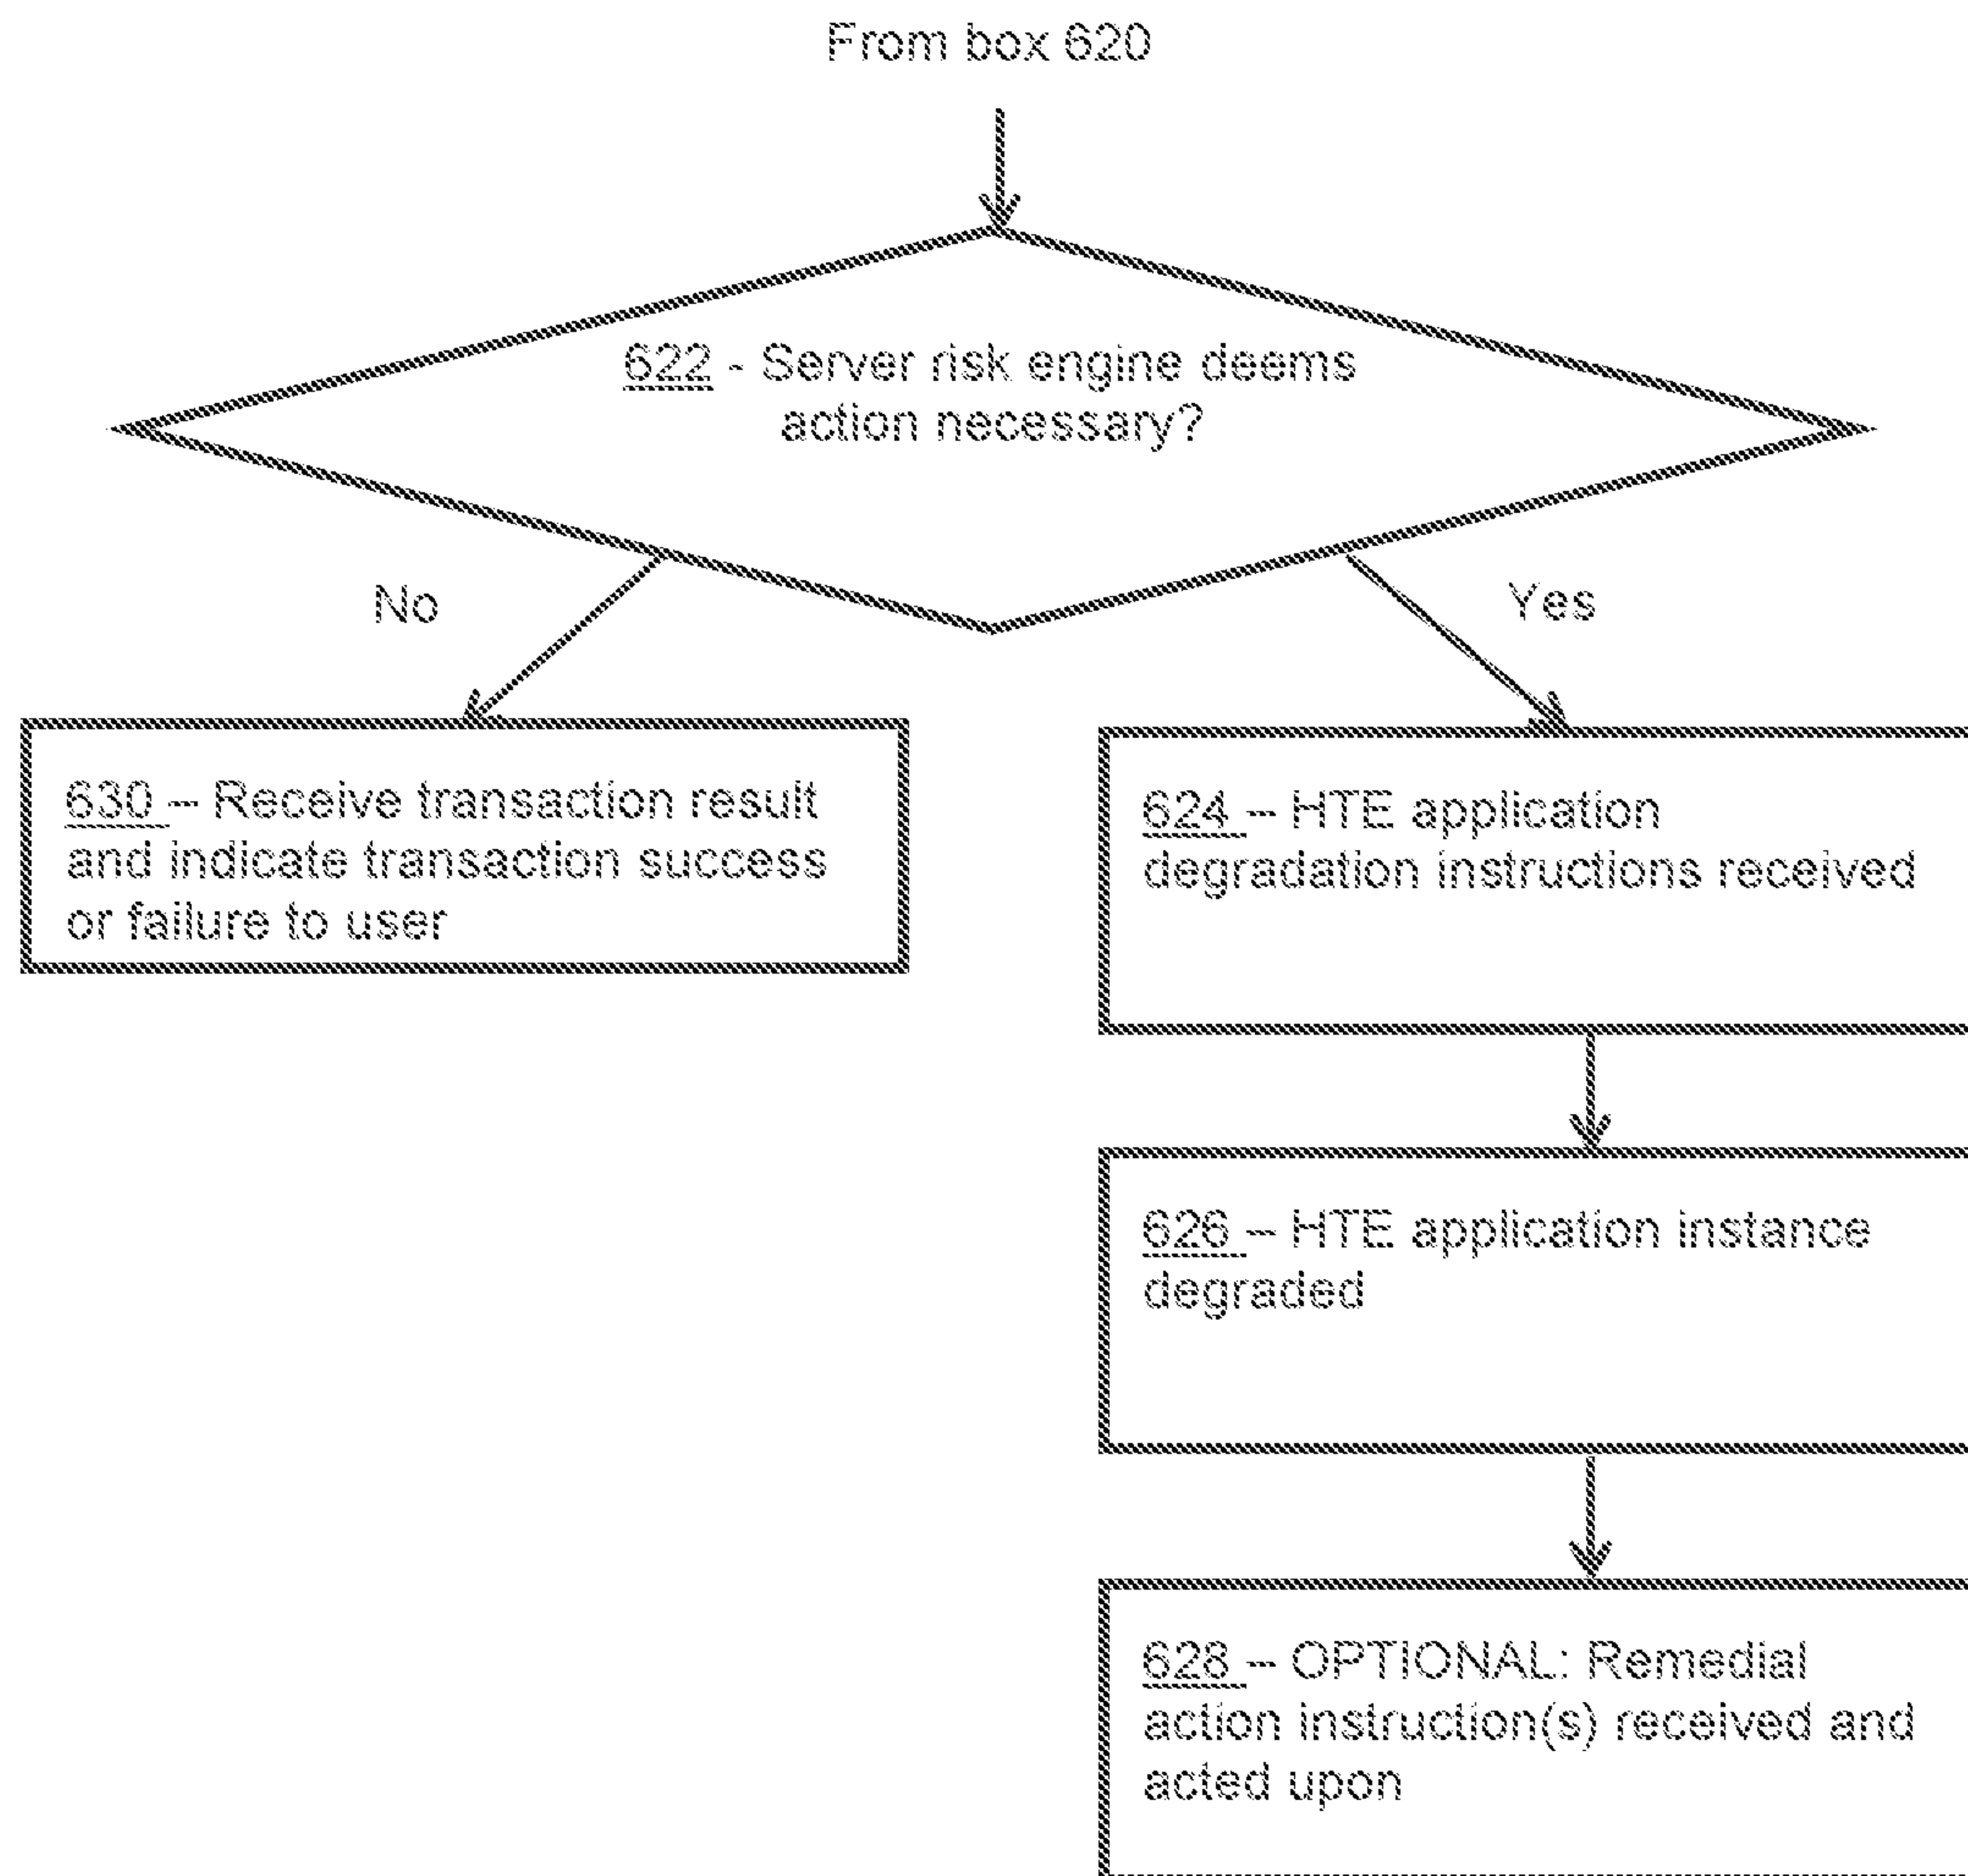 From box 620
622 - Server risk engine deems
action necessary?
No
Yes
630 – Receive transaction result
and indicate transaction success
or failure to user
624 – HTE application
degradation instructions received
626 – HTE application instance
degraded
628 – OPTIONAL: Remedial
action instruction(s) received and
acted upon